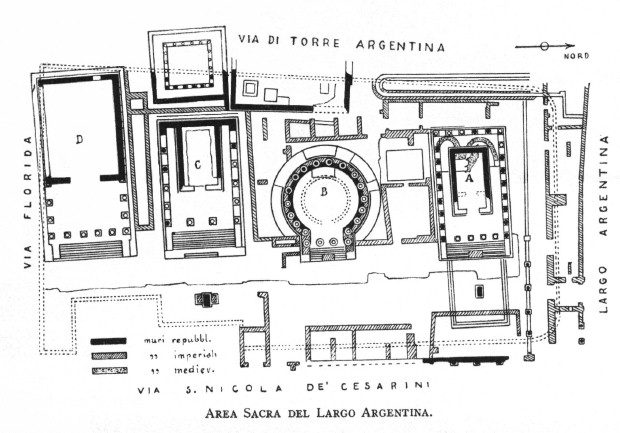 VIA DI TORRE ARGENTINA
NORD
VIA FLORIDA
D
C
B
A
LARGO ARGENTINA
muri repubbl.
" imperiali
" mediev.
VIA S. NICOLA DE' CESARINI
AREA SACRA DEL LARGO ARGENTINA.